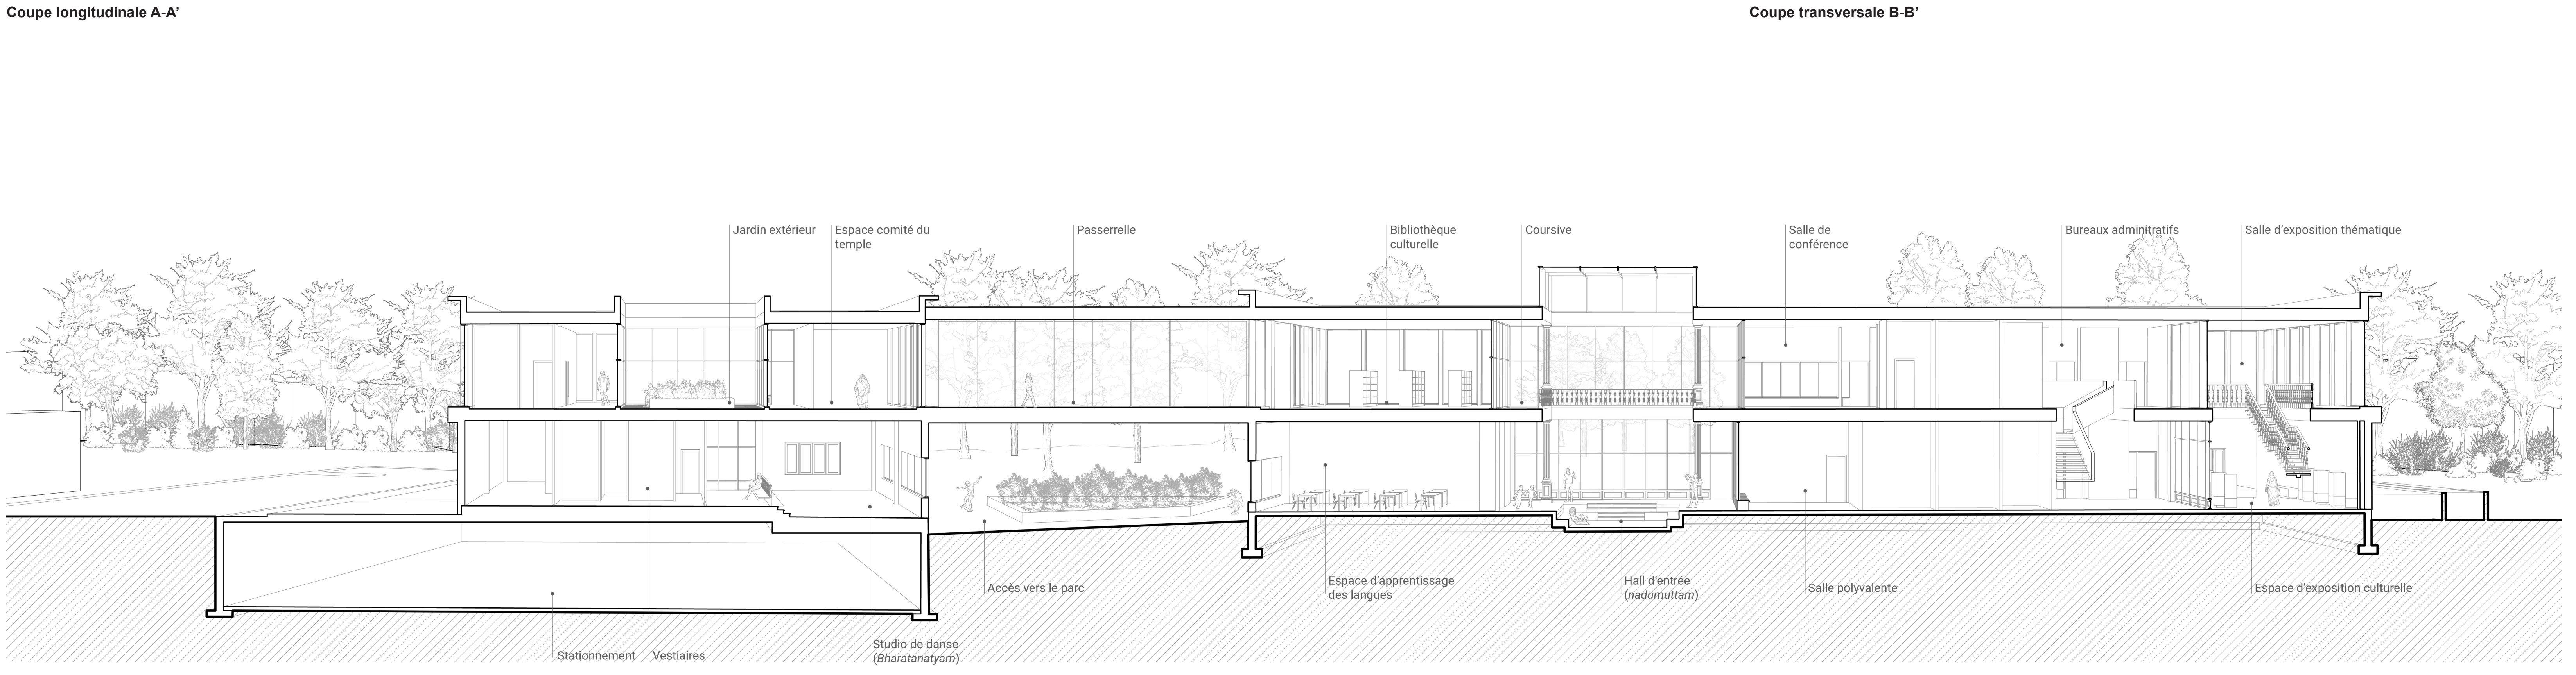 Coupe longitudinale A-A’
Coupe transversale B-B’
Jardin extérieur
Espace comité du
temple
Passerrelle
Bibliothèque
culturelle
Coursive
Salle de
conférence
Bureaux adminitratifs
Salle d’exposition thématique
Accès vers le parc
Espace d’apprentissage
des langues
Hall d’entrée
(nadumuttam)
Salle polyvalente
Espace d’exposition culturelle
Stationnement
Vestiaires
Studio de danse
(Bharatanatyam)